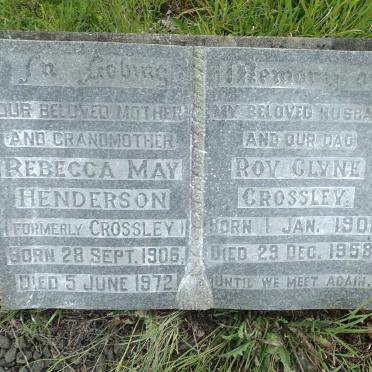 In Loving
OUR BELOVED MOTHER
AND GRANDMOTHER
REBECCA MAY
HENDERSON
(FORMERLY CROSSLEY)
BORN 28 SEPT. 1906.
DIED 5 JUNE 1972.
Memory
MY BELOVED
AND OUR DAD
ROY GLYNE
CROSSLEY.
BORN 1 JAN.
DIED 29 DEC. 1958
UNTIL WE MEET AGAIN.